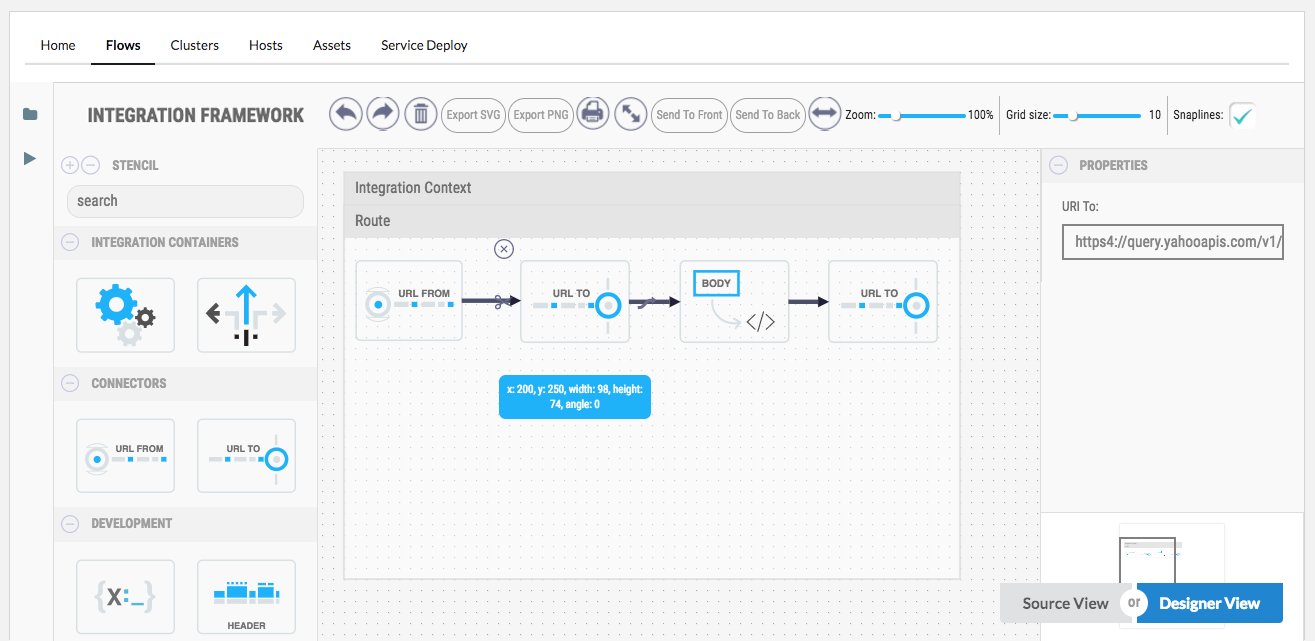 Home Flows Clusters Hosts Assets Service Deploy
INTEGRATION FRAMEWORK
Export SVG Export PNG Send To Front Send To Back Zoom: 100% Grid size: 10 Snaplines:
STENCIL
search
INTEGRATION CONTAINERS
CONNECTORS
URL FROM URL TO
DEVELOPMENT
{x:_}
HEADER
Integration Context
Route
URL FROM URL TO BODY </> URL TO
x: 200, y: 250, width: 98, height:
74, angle: 0
PROPERTIES
URI To:
https4://query.yahooapis.com/v1/
Source View or Designer View